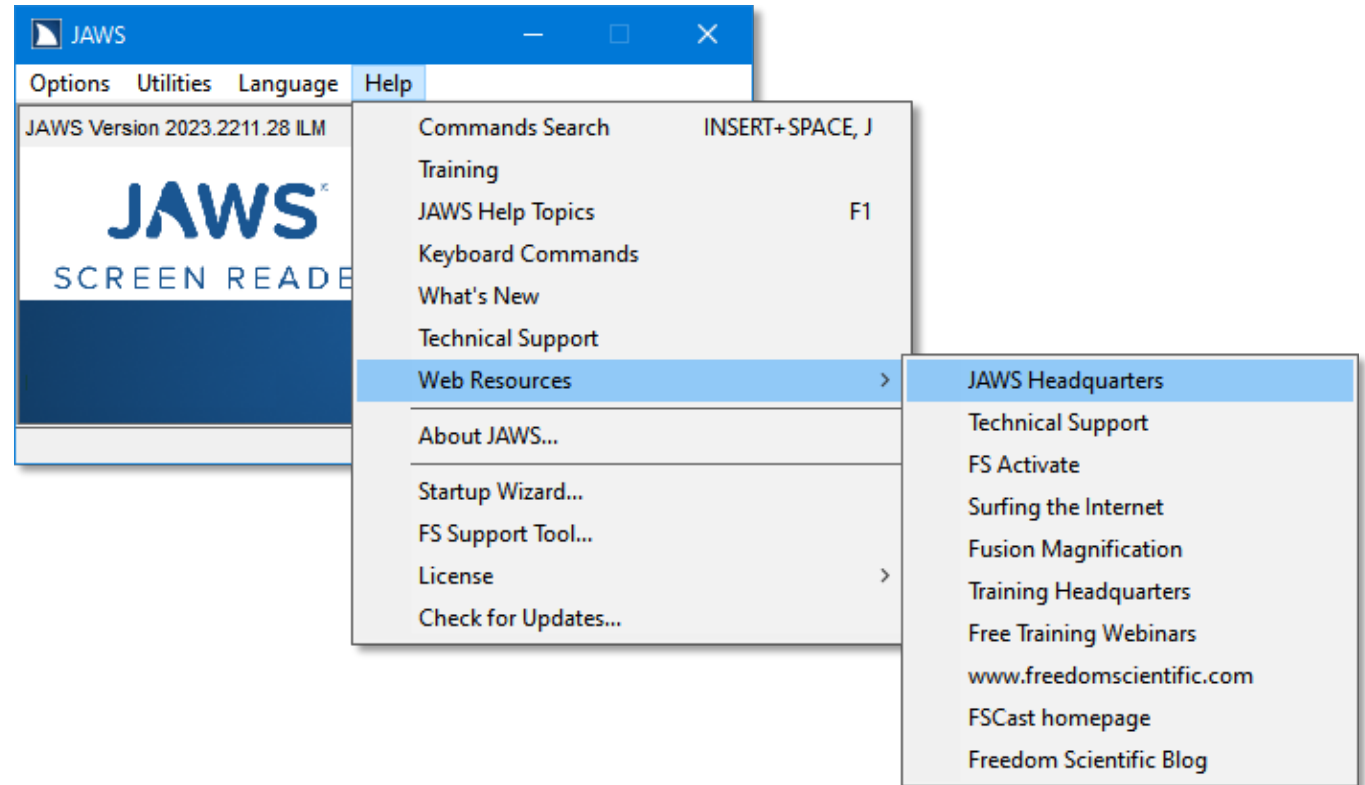 JAWS
Options Utilities Language Help
JAWS Version 2023.2211.28 ILM
JAWS
SCREEN READE
Commands Search INSERT+SPACE, J
Training
JAWS Help Topics F1
Keyboard Commands
What's New
Technical Support
Web Resources >
About JAWS...
Startup Wizard...
FS Support Tool...
License >
Check for Updates...
JAWS Headquarters
Technical Support
FS Activate
Surfing the Internet
Fusion Magnification
Training Headquarters
Free Training Webinars
www.freedomscientific.com
FSCast homepage
Freedom Scientific Blog